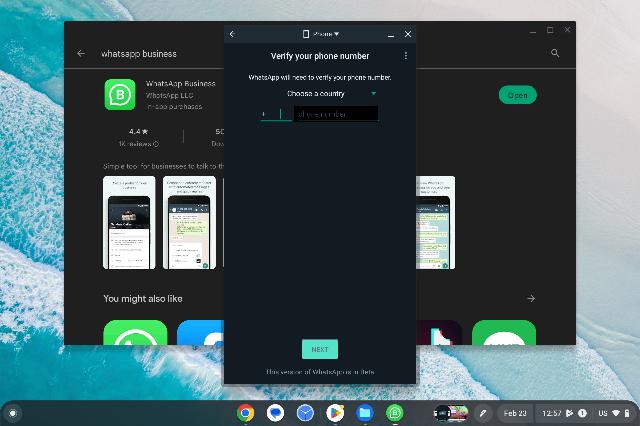 Phone
whatsapp business
Verify your phone number
WhatsApp will need to verify your phone number.
Choose a country
+
phone number
WhatsApp Business
WhatsApp LLC
In-app purchases
Open
4.4★
1K reviews
Simple tool for businesses to talk to th
You might also like
NEXT
This version of WhatsApp is in Beta
Feb 23
12:57
US